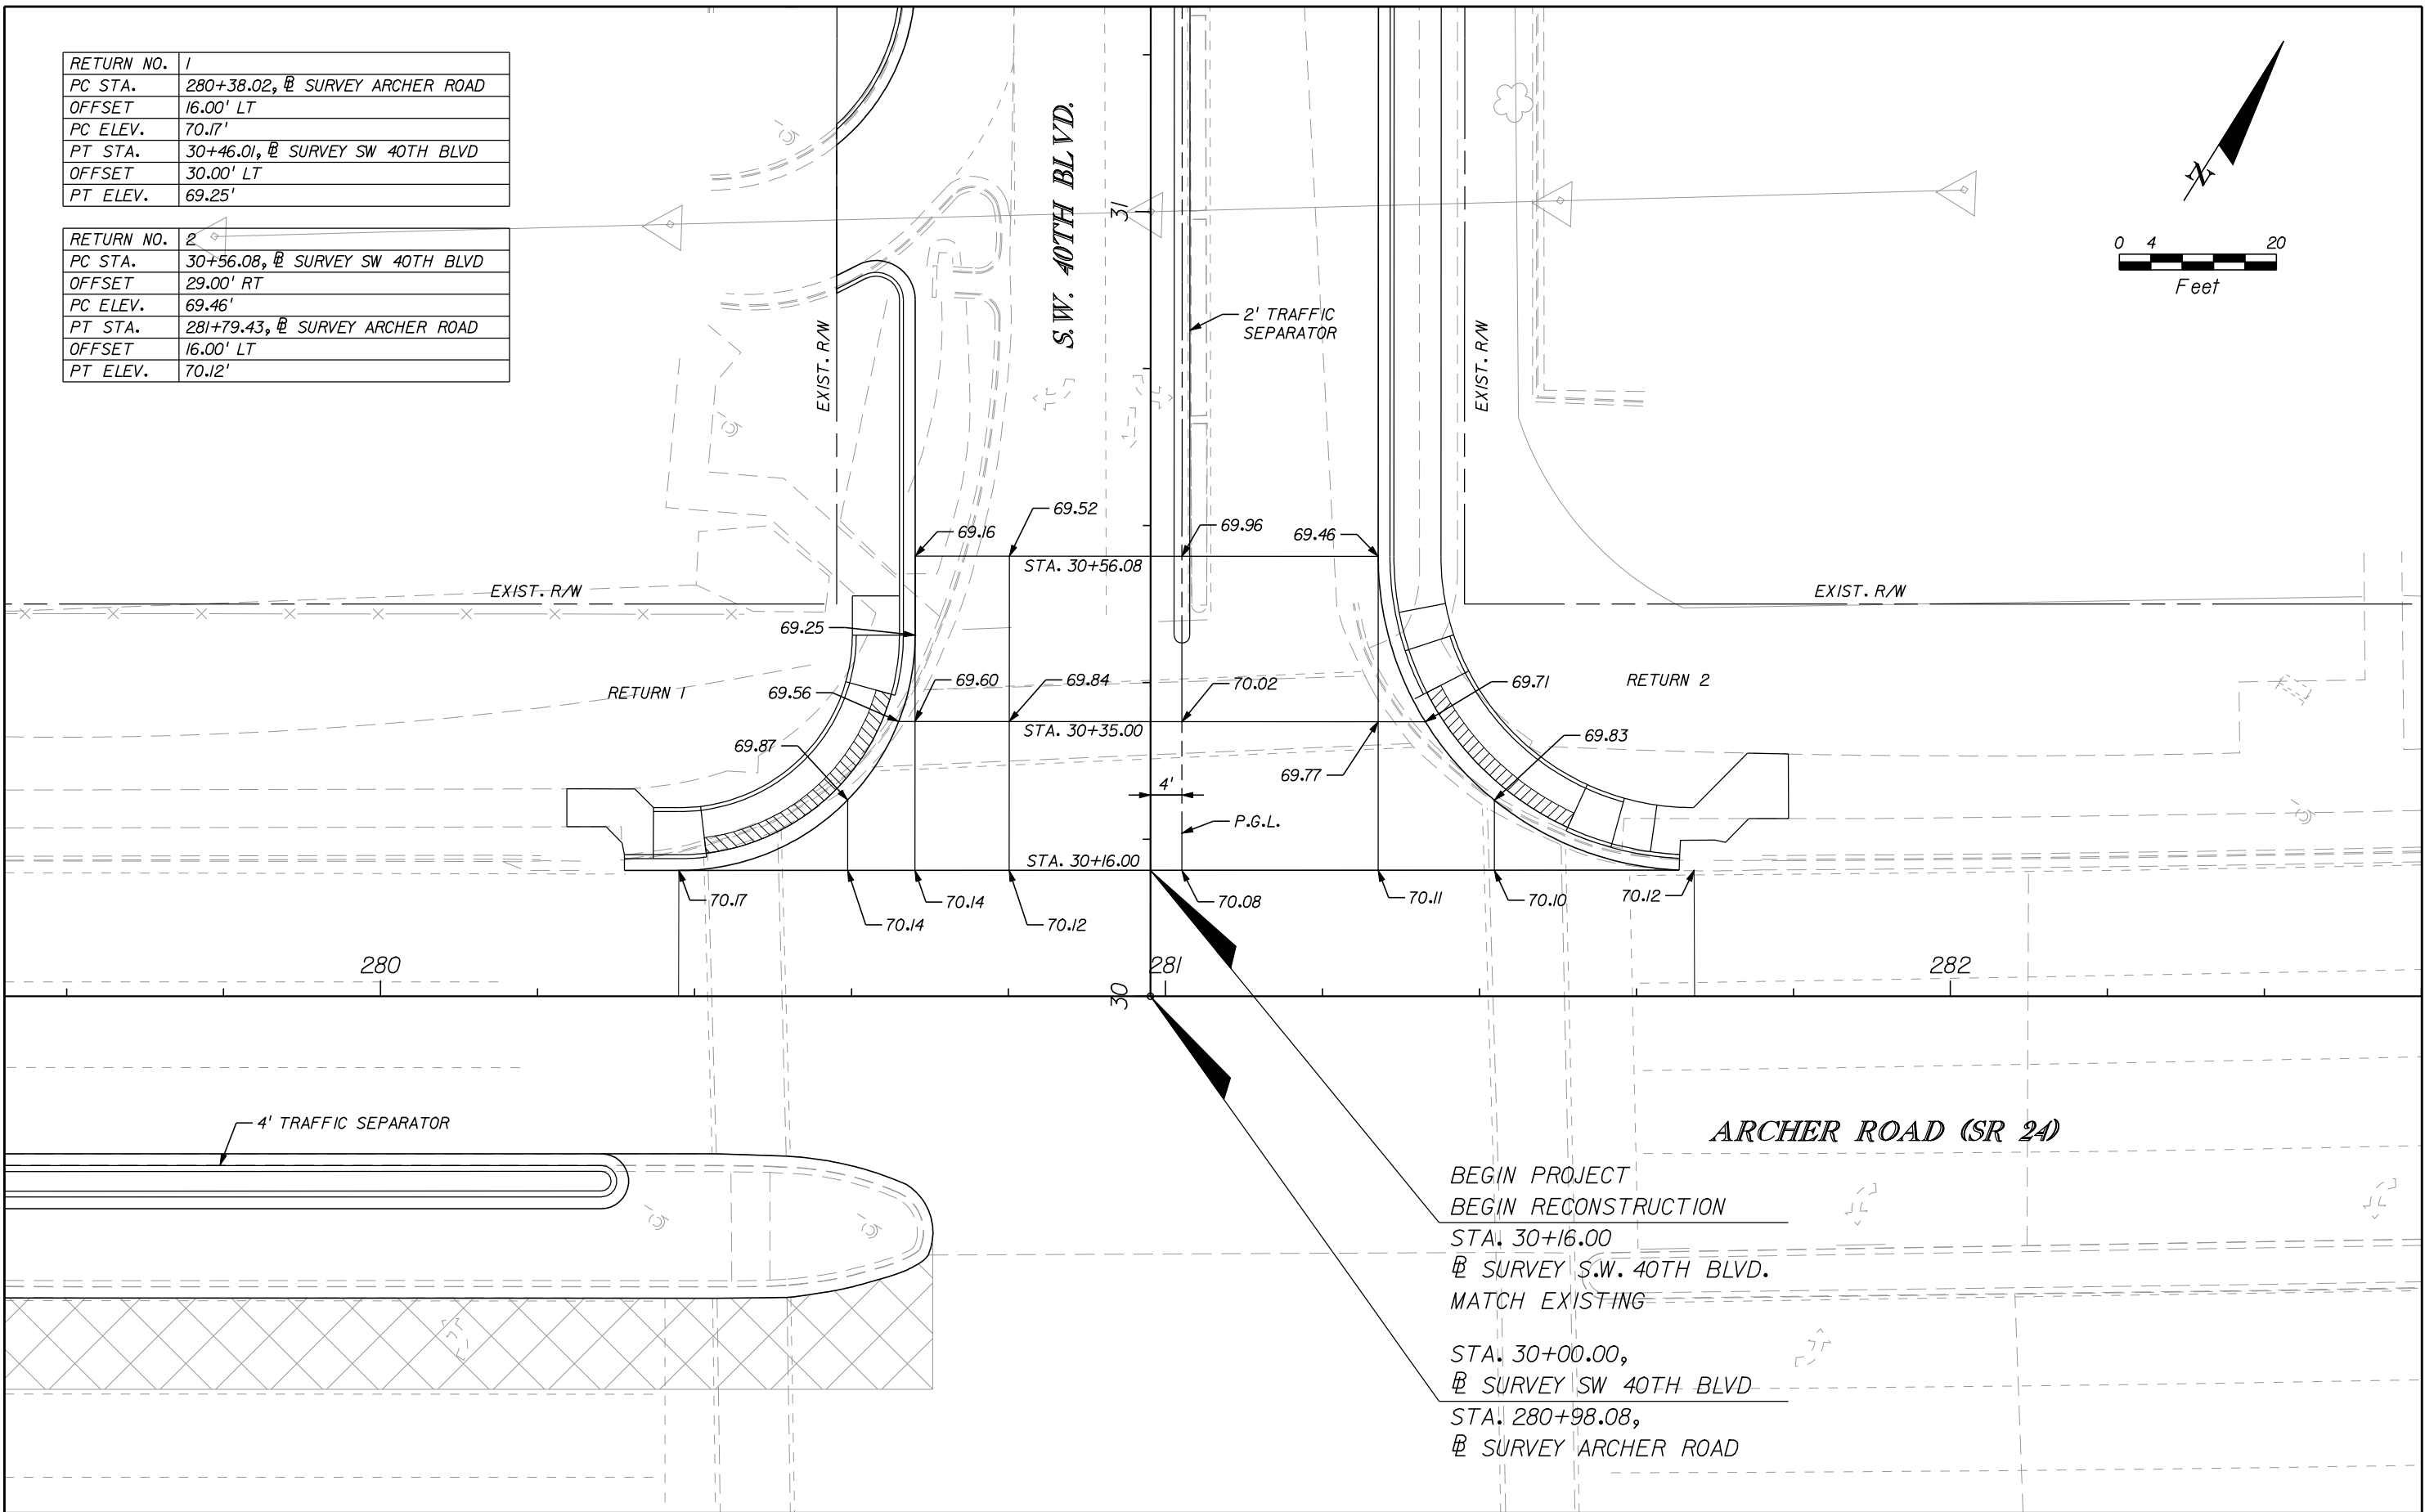 RETURN NO. 1
PC STA. 280+38.02, ⅊ SURVEY ARCHER ROAD
OFFSET 16.00' LT
PC ELEV. 70.17'
PT STA. 30+46.01, ⅊ SURVEY SW 40TH BLVD
OFFSET 30.00' LT
PT ELEV. 69.25'
RETURN NO. 2
PC STA. 30+56.08, ⅊ SURVEY SW 40TH BLVD
OFFSET 29.00' RT
PC ELEV. 69.46'
PT STA. 281+79.43, ⅊ SURVEY ARCHER ROAD
OFFSET 16.00' LT
PT ELEV. 70.12'
S.W. 40TH BLVD.
31
N
0 4 20
Feet
2' TRAFFIC
SEPARATOR
EXIST. R/W
EXIST. R/W
69.16
69.52
69.96
69.46
STA. 30+56.08
EXIST. R/W
EXIST. R/W
69.25
RETURN 1
69.56
69.60
69.84
70.02
69.71
RETURN 2
STA. 30+35.00
69.87
69.83
69.77
4'
P.G.L.
STA. 30+16.00
70.17
70.14
70.14
70.12
70.08
70.11
70.10
70.12
280
281
282
30
4' TRAFFIC SEPARATOR
ARCHER ROAD (SR 24)
BEGIN PROJECT
BEGIN RECONSTRUCTION
STA. 30+16.00
⅊ SURVEY S.W. 40TH BLVD.
MATCH EXISTING
STA. 30+00.00,
⅊ SURVEY SW 40TH BLVD
STA. 280+98.08,
⅊ SURVEY ARCHER ROAD